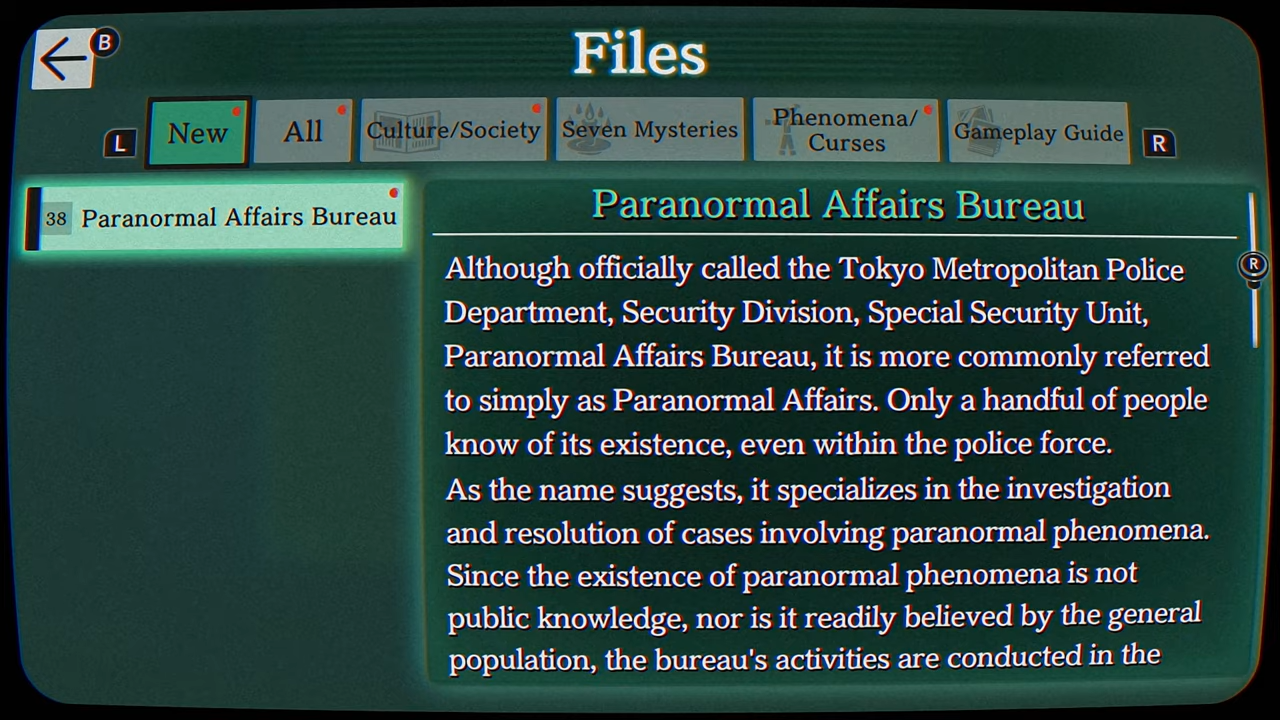 B
Files
L
New
All
Culture/Society
Seven Mysteries
Phenomena/
Curses
Gameplay Guide
R
38 Paranormal Affairs Bureau
Paranormal Affairs Bureau
R
Although officially called the Tokyo Metropolitan Police
Department, Security Division, Special Security Unit,
Paranormal Affairs Bureau, it is more commonly referred
to simply as Paranormal Affairs. Only a handful of people
know of its existence, even within the police force.
As the name suggests, it specializes in the investigation
and resolution of cases involving paranormal phenomena.
Since the existence of paranormal phenomena is not
public knowledge, nor is it readily believed by the general
population, the bureau's activities are conducted in the